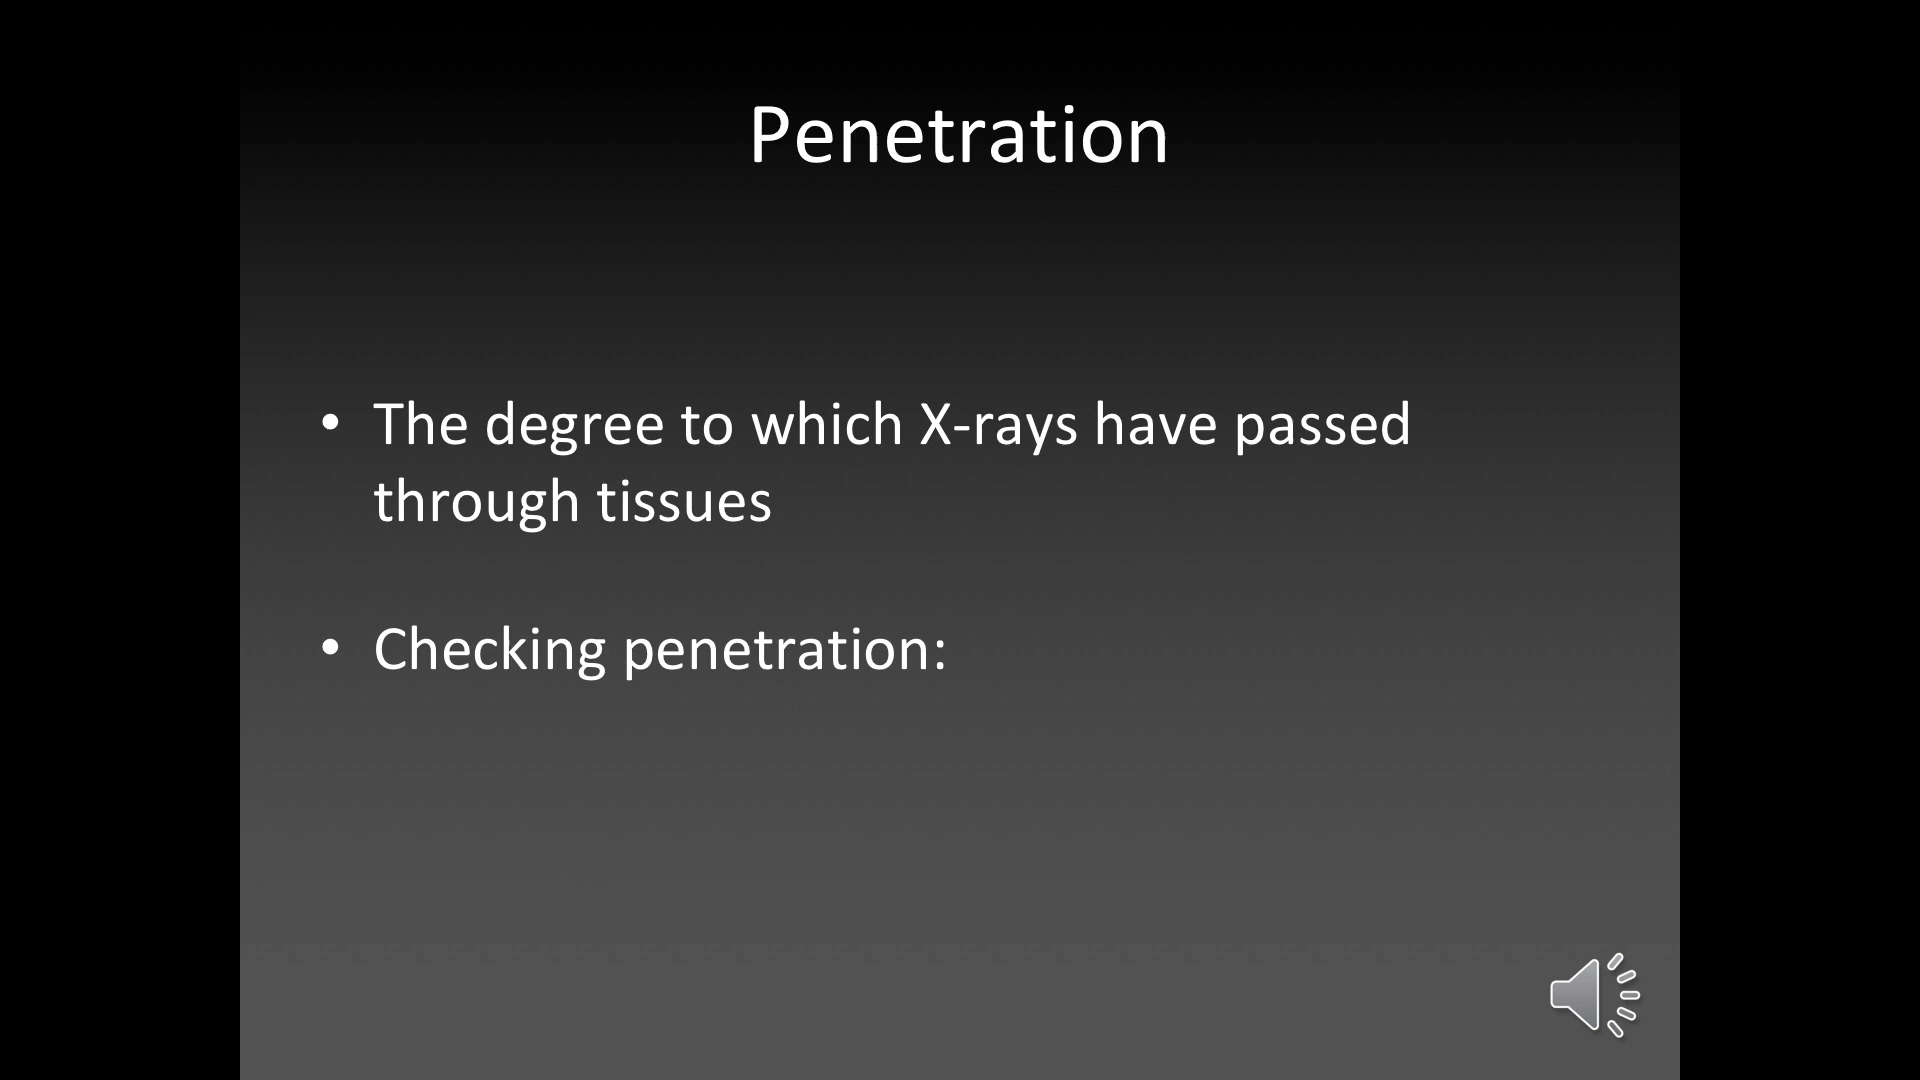 Penetration
• The degree to which X-rays have passed
through tissues
• Checking penetration: